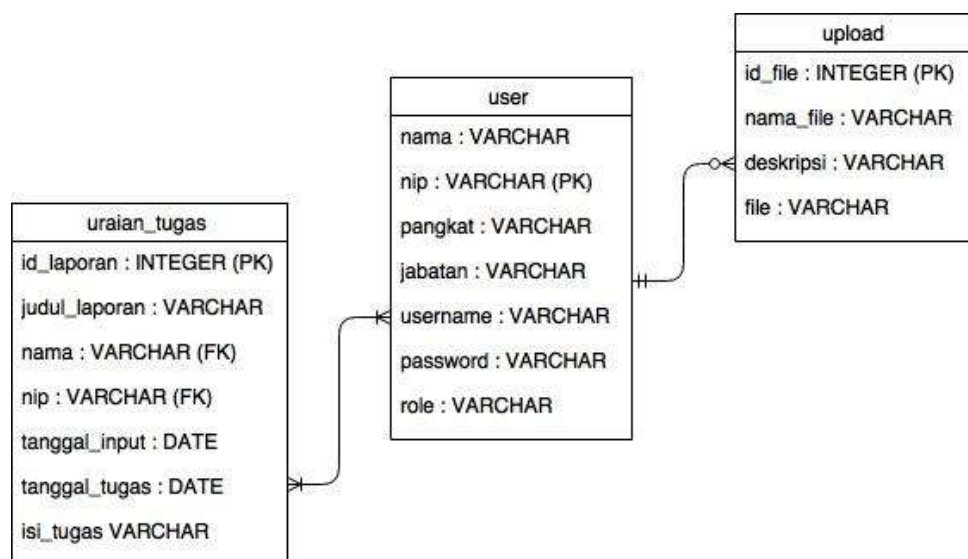 upload
id_file : INTEGER (PK)
nama_file : VARCHAR
deskripsi : VARCHAR
file : VARCHAR
user
nama : VARCHAR
nip : VARCHAR (PK)
pangkat : VARCHAR
jabatan : VARCHAR
username : VARCHAR
password : VARCHAR
role : VARCHAR
uraian_tugas
id_laporan : INTEGER (PK)
judul_laporan : VARCHAR
nama : VARCHAR (FK)
nip : VARCHAR (FK)
tanggal_input : DATE
tanggal_tugas : DATE
isi_tugas VARCHAR